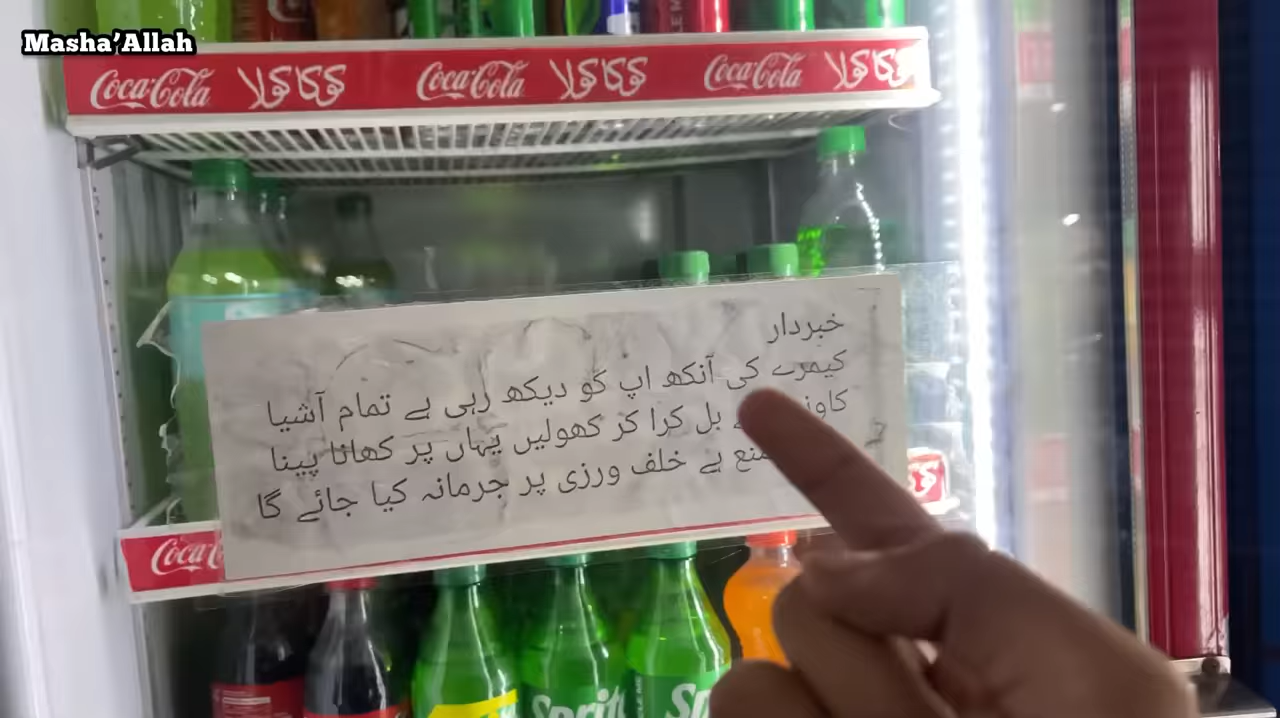 Masha'Allah
Coca-Cola کوکاکولا Coca-Cola کوکاکولا Coca-Cola کوکاکولا
خبردار
کیمرے کی آنکھ اپ کو دیکھ رہی ہے تمام آشیا
بل کرا کر کھولیں یہاں پر کھانا پینا
منع ہے خلف ورزی پر جرمانہ کیا جائے گا
Coca
Sprite Sp